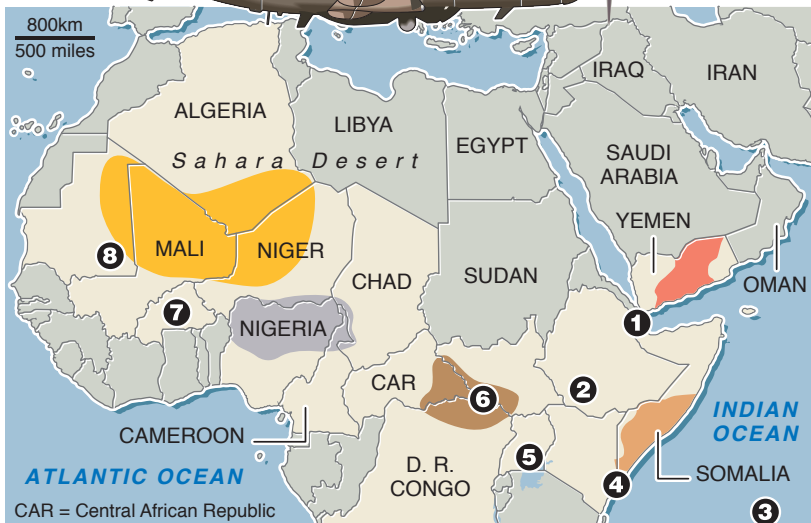 800km
500 miles
IRAQ
IRAN
ALGERIA
LIBYA
EGYPT
Sahara Desert
SAUDI
ARABIA
YEMEN
MALI
NIGER
8
CHAD
SUDAN
OMAN
7
NIGERIA
1
CAR
6
2
INDIAN
OCEAN
CAMEROON
5
D. R.
CONGO
4
SOMALIA
ATLANTIC OCEAN
3
CAR = Central African Republic